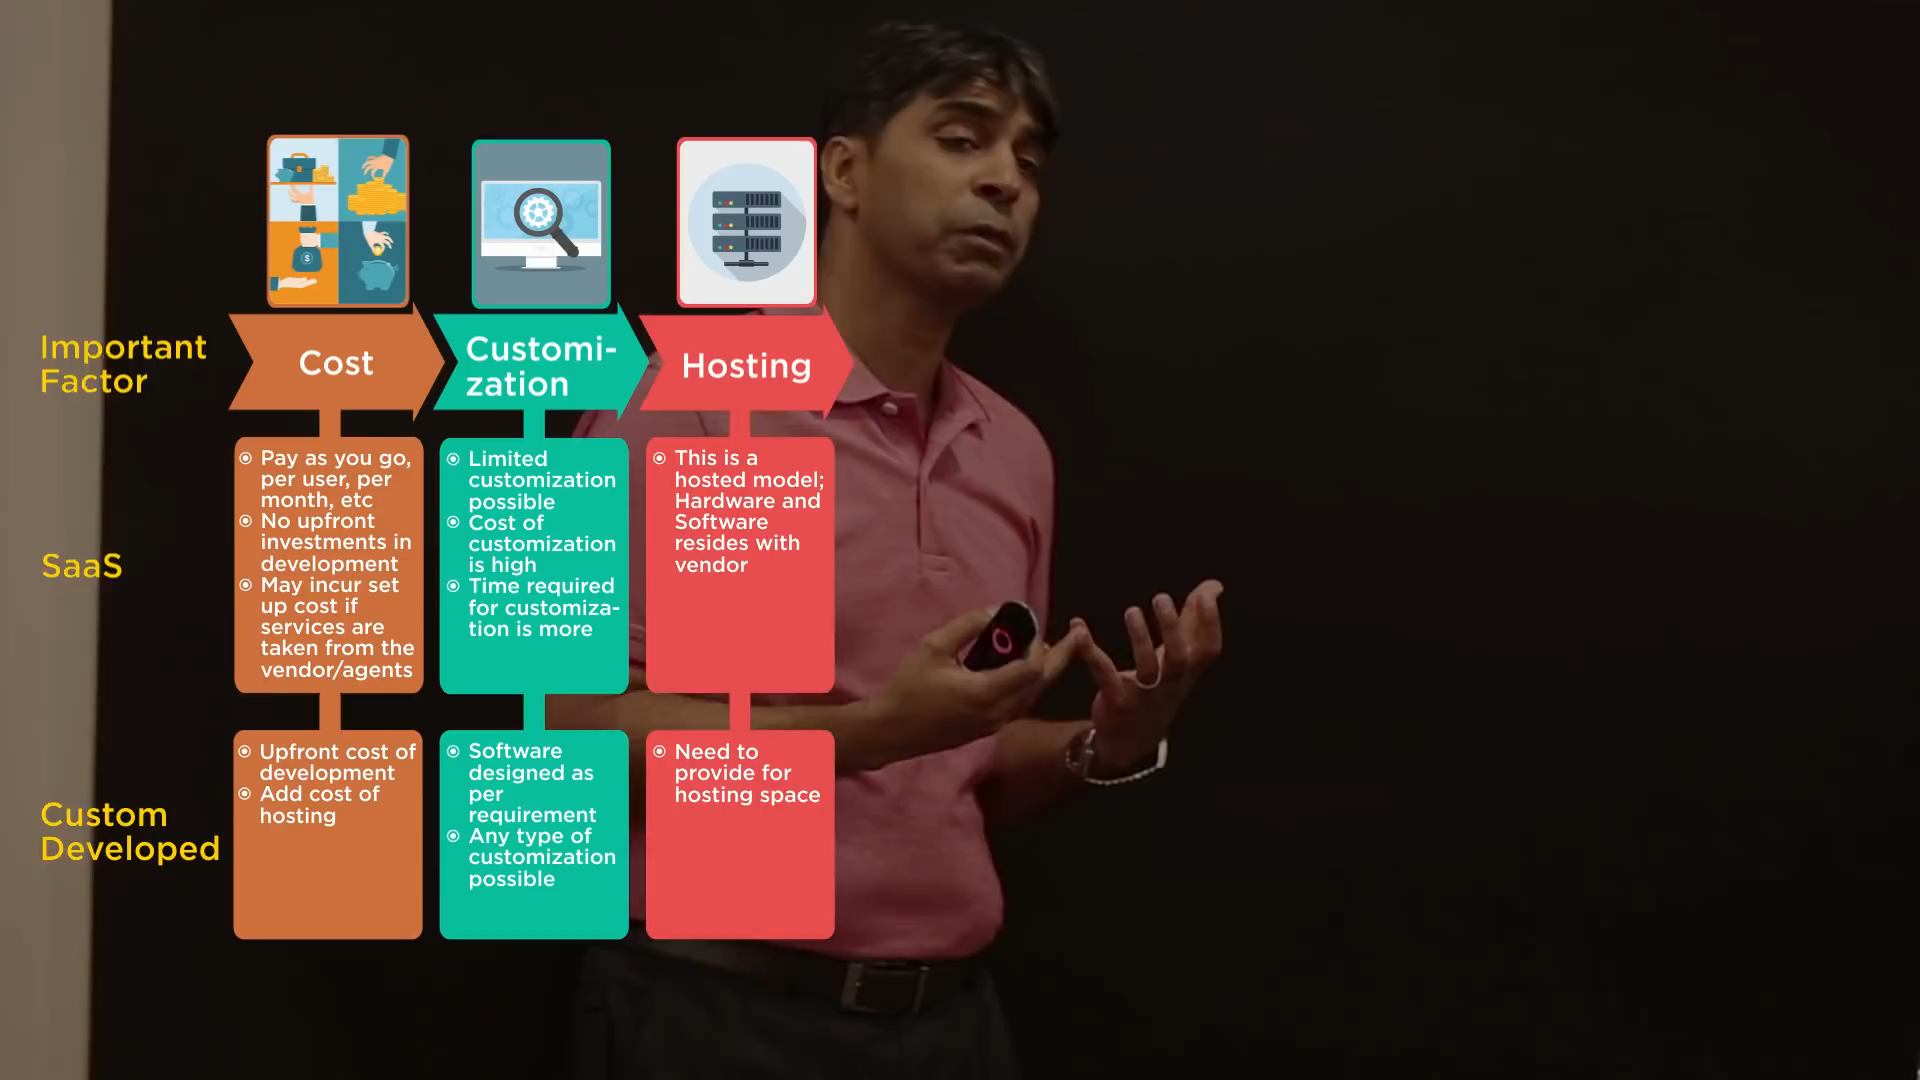 Important
Factor
Cost
Customi-
zation
Hosting
SaaS
Pay as you go,
per user, per
month, etc
No upfront
investments in
development
May incur set
up cost if
services are
taken from the
vendor/agents
Limited
customization
possible
Cost of
customization
is high
Time required
for customiza-
tion is more
This is a
hosted model;
Hardware and
Software
resides with
vendor
Custom
Developed
Upfront cost of
development
Add cost of
hosting
Software
designed as
per
requirement
Any type of
customization
possible
Need to
provide for
hosting space